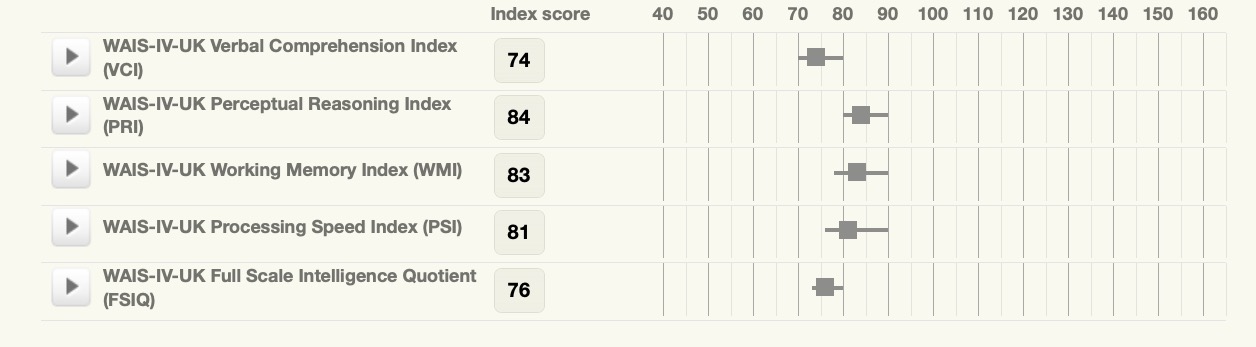 Index score 40 50 60 70 80 90 100 110 120 130 140 150 160
WAIS-IV-UK Verbal Comprehension Index
(VCI)
74
WAIS-IV-UK Perceptual Reasoning Index
(PRI)
84
WAIS-IV-UK Working Memory Index (WMI)
83
WAIS-IV-UK Processing Speed Index (PSI)
81
WAIS-IV-UK Full Scale Intelligence Quotient
(FSIQ)
76